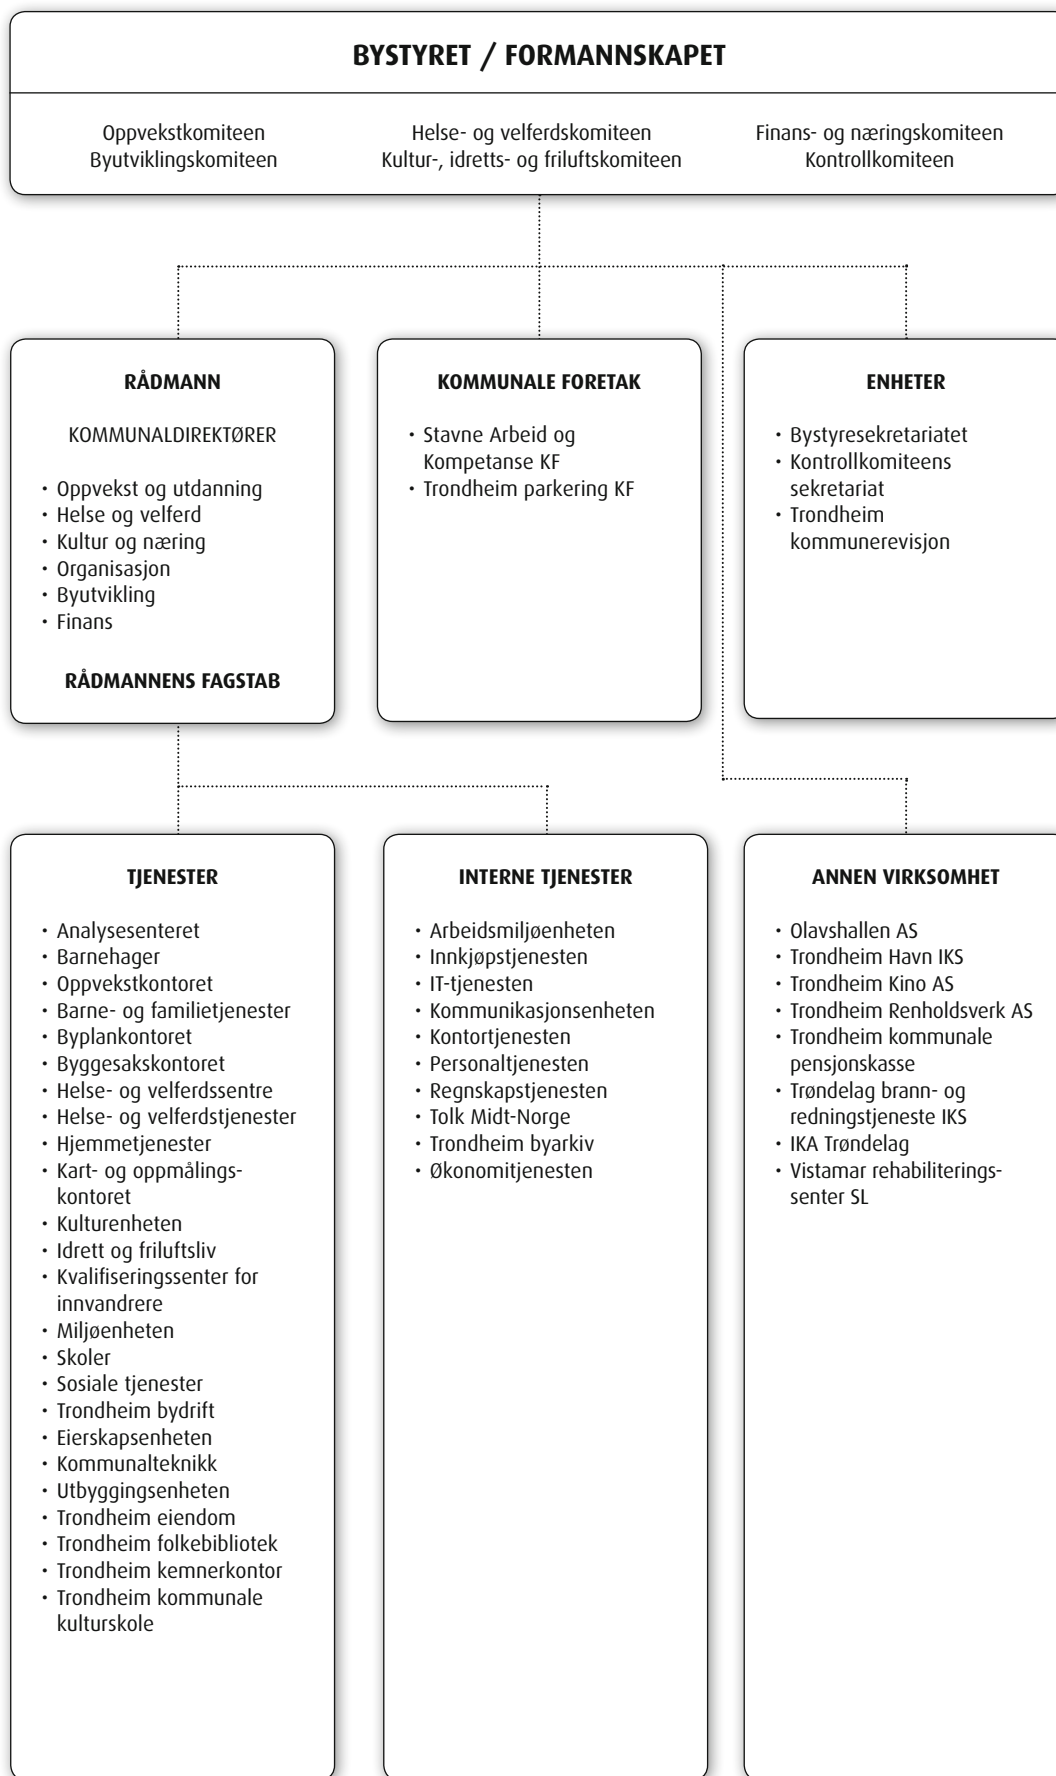 BYSTYRET / FORMANNSKAPET
Oppvekstkomiteen
Byutviklingskomiteen
Helse- og velferdskomiteen
Kultur-, idretts- og friluftskomiteen
Finans- og næringskomiteen
Kontrollkomiteen
RÅDMANN
KOMMUNALDIREKTØRER
• Oppvekst og utdanning
• Helse og velferd
• Kultur og næring
• Organisasjon
• Byutvikling
• Finans
RÅDMANNENS FAGSTAB
KOMMUNALE FORETAK
• Stavne Arbeid og
Kompetanse KF
• Trondheim parkering KF
ENHETER
• Bystyresekretariatet
• Kontrollkomiteens
sekretariat
• Trondheim
kommunerevisjon
TJENESTER
• Analysesenteret
• Barnehager
• Oppvekstkontoret
• Barne- og familietjenester
• Byplankontoret
• Byggesakskontoret
• Helse- og velferdssentre
• Helse- og velferdstjenester
• Hjemmetjenester
• Kart- og oppmålings-
kontoret
• Kulturenheten
• Idrett og friluftsliv
• Kvalifiseringssenter for
innvandrere
• Miljøenheten
• Skoler
• Sosiale tjenester
• Trondheim bydrift
• Eierskapsenheten
• Kommunalteknikk
• Utbyggingsenheten
• Trondheim eiendom
• Trondheim folkebibliotek
• Trondheim kemnerkontor
• Trondheim kommunale
kulturskole
INTERNE TJENESTER
• Arbeidsmiljøenheten
• Innkjøpstjenesten
• IT-tjenesten
• Kommunikasjonsenheten
• Kontortjenesten
• Personaltjenesten
• Regnskapstjenesten
• Tolk Midt-Norge
• Trondheim byarkiv
• Økonomitjenesten
ANNEN VIRKSOMHET
• Olavshallen AS
• Trondheim Havn IKS
• Trondheim Kino AS
• Trondheim Renholdsverk AS
• Trondheim kommunale
pensjonskasse
• Trøndelag brann- og
redningstjeneste IKS
• IKA Trøndelag
• Vistamar rehabiliterings-
senter SL